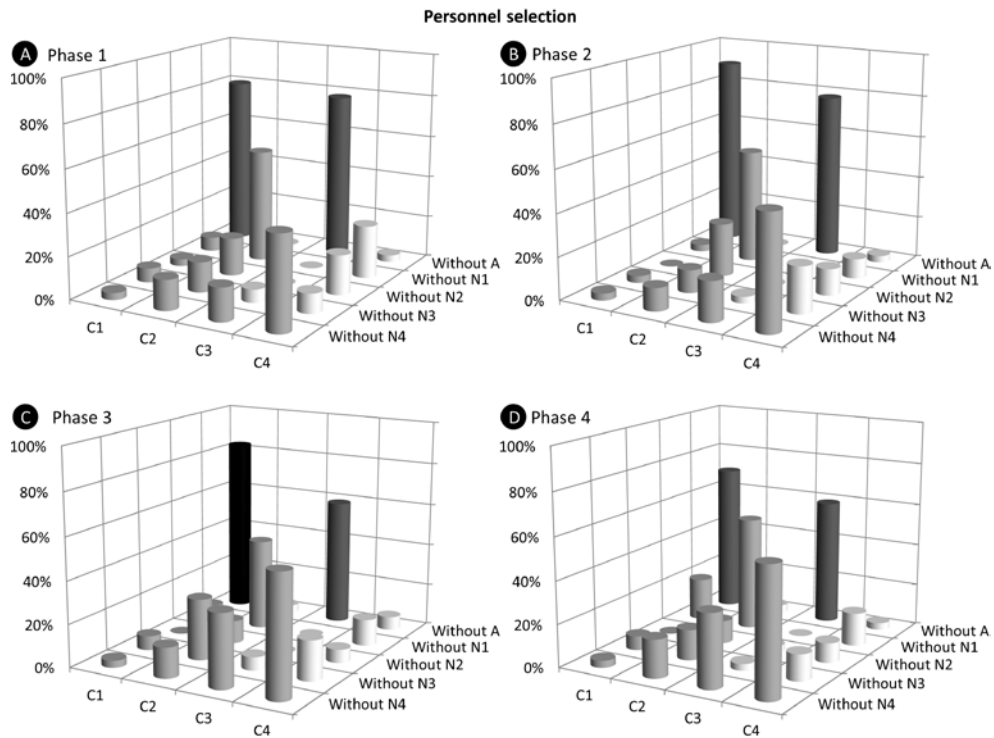 Personnel selection
A Phase 1
100%
80%
60%
40%
20%
0%
C1
C2
C3
C4
Without A
Without N1
Without N2
Without N3
Without N4
B Phase 2
100%
80%
60%
40%
20%
0%
C1
C2
C3
C4
Without A
Without N1
Without N2
Without N3
Without N4
C Phase 3
100%
80%
60%
40%
20%
0%
C1
C2
C3
C4
Without A
Without N1
Without N2
Without N3
Without N4
D Phase 4
100%
80%
60%
40%
20%
0%
C1
C2
C3
C4
Without A
Without N1
Without N2
Without N3
Without N4